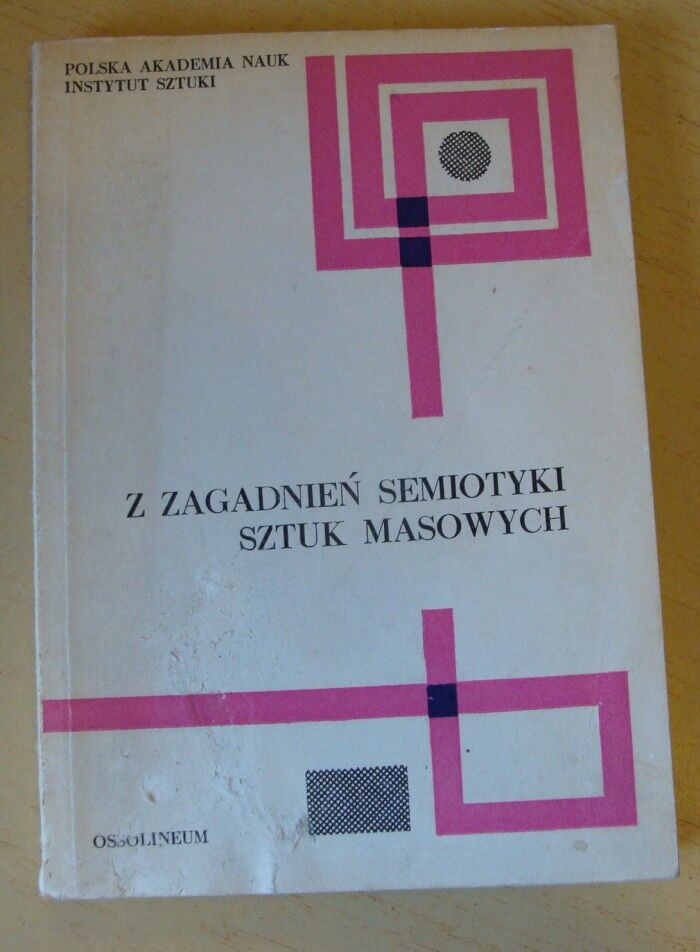 POLSKA AKADEMIA NAUK
INSTYTUT SZTUKI
Z ZAGADNIEŃ SEMIOTYKI
SZTUK MASOWYCH
OSSOLINEUM